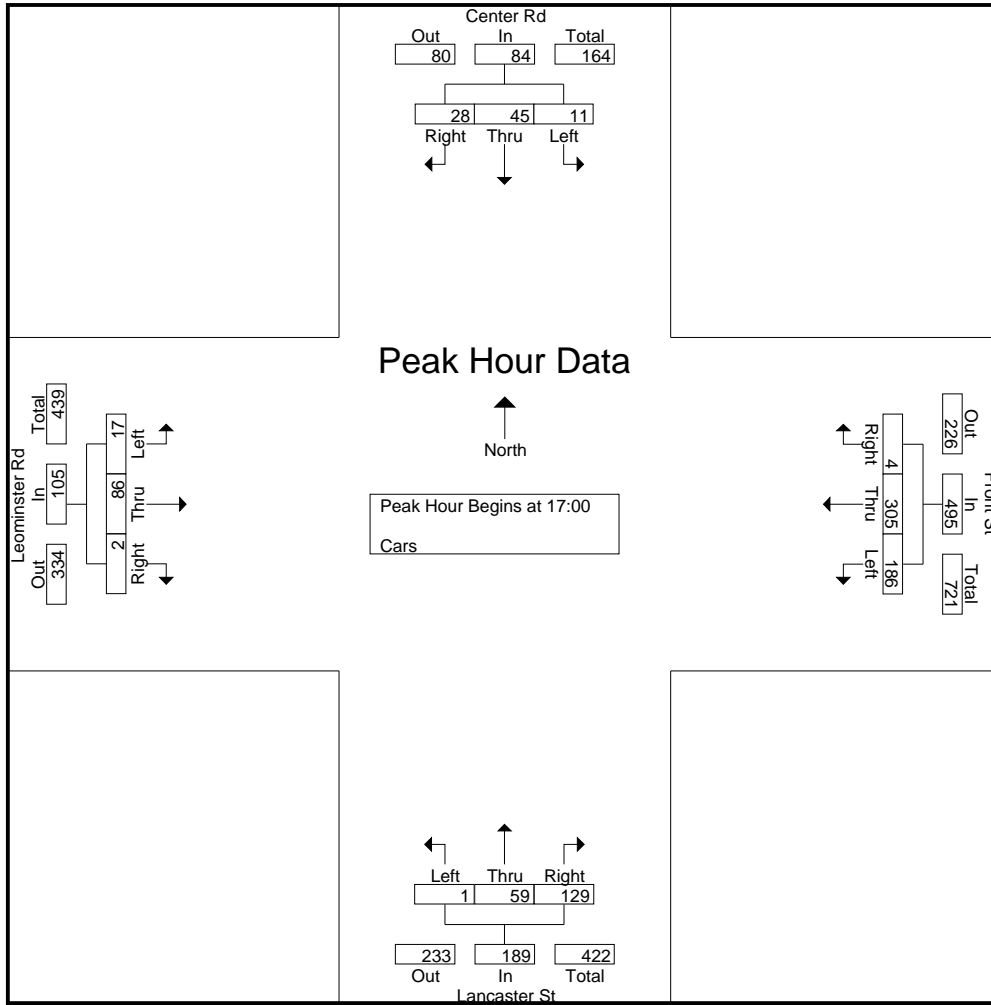 Center Rd
Out In Total
80 84 164
28 45 11
Right Thru Left
Peak Hour Data
North
Peak Hour Begins at 17:00
Cars
Leominster Rd
Total In Out
439 105 334
17 86 2
Left Thru Right
Right Thru Left
4 305 186
Out In Total
226 495 721
Front St
Left Thru Right
1 59 129
233 189 422
Out In Total
Lancaster St